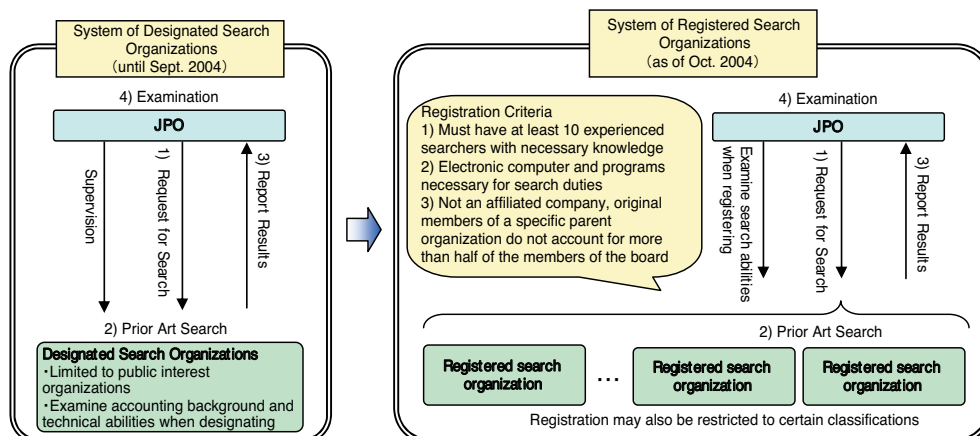 System of Designated Search
Organizations
(until Sept. 2004)
4) Examination
JPO
Supervision
1) Request for Search
3) Report Results
2) Prior Art Search
Designated Search Organizations
・Limited to public interest
organizations
・Examine accounting background and
technical abilities when designating
System of Registered Search
Organizations
(as of Oct. 2004)
Registration Criteria
1) Must have at least 10 experienced
searchers with necessary knowledge
2) Electronic computer and programs
necessary for search duties
3) Not an affiliated company, original
members of a specific parent
organization do not account for more
than half of the members of the board
4) Examination
JPO
Examine search abilities
when registering
1) Request for Search
3) Report Results
2) Prior Art Search
Registered search
organization
...
Registered search
organization
Registered search
organization
Registration may also be restricted to certain classifications